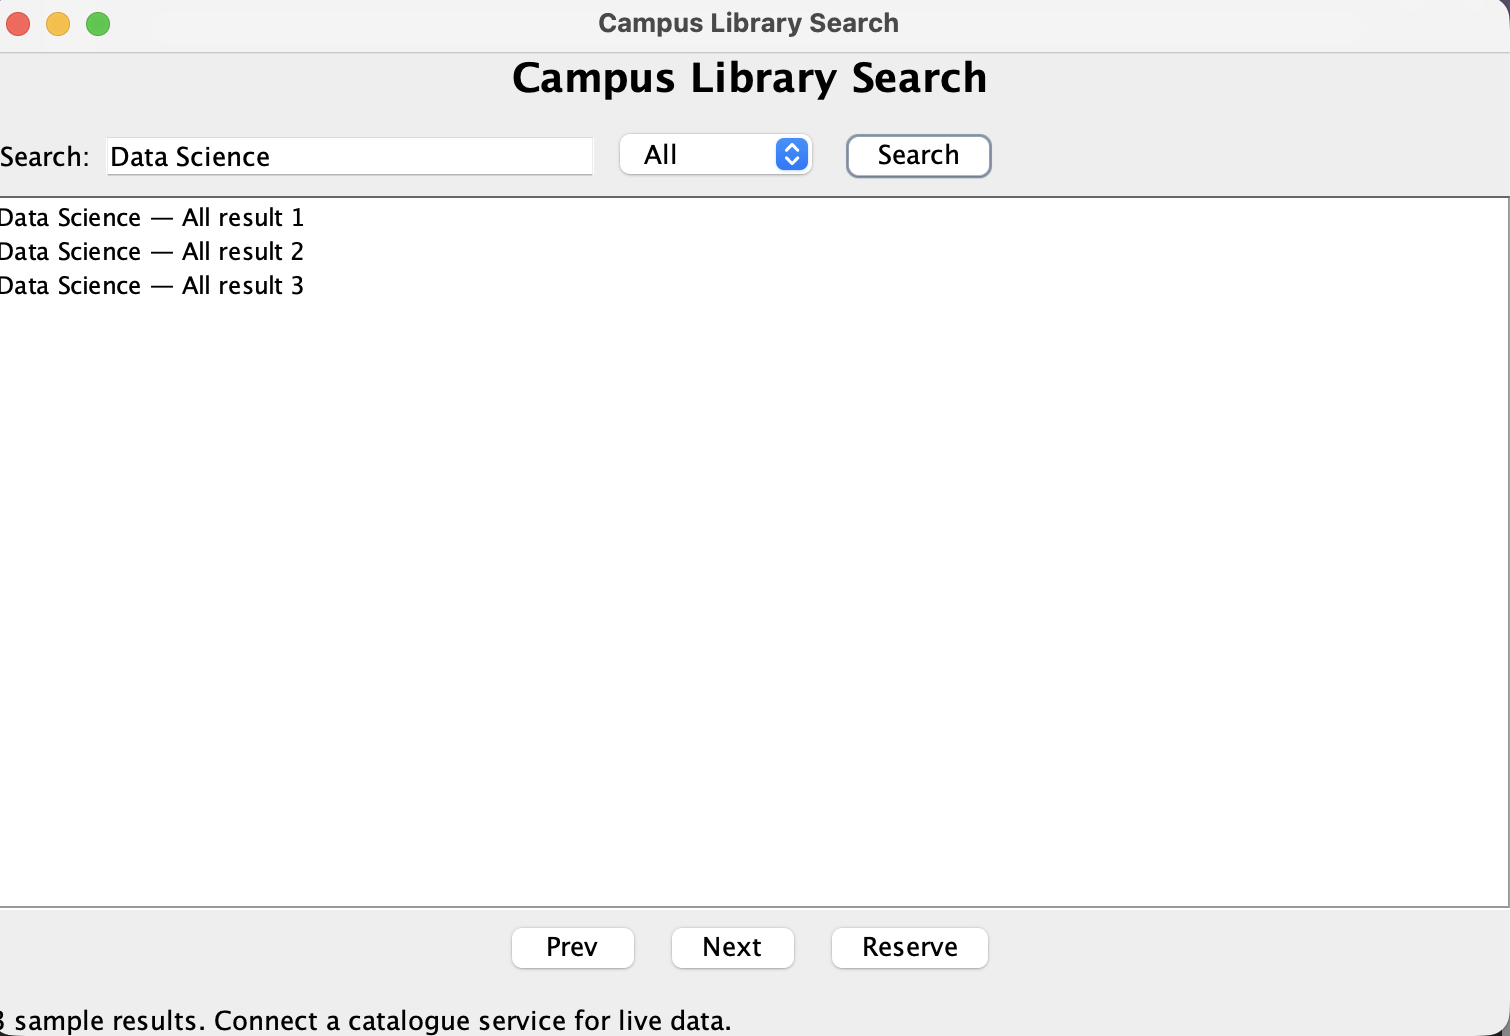 Campus Library Search
Campus Library Search
Search: Data Science All Search
Data Science — All result 1
Data Science — All result 2
Data Science — All result 3
Prev Next Reserve
3 sample results. Connect a catalogue service for live data.